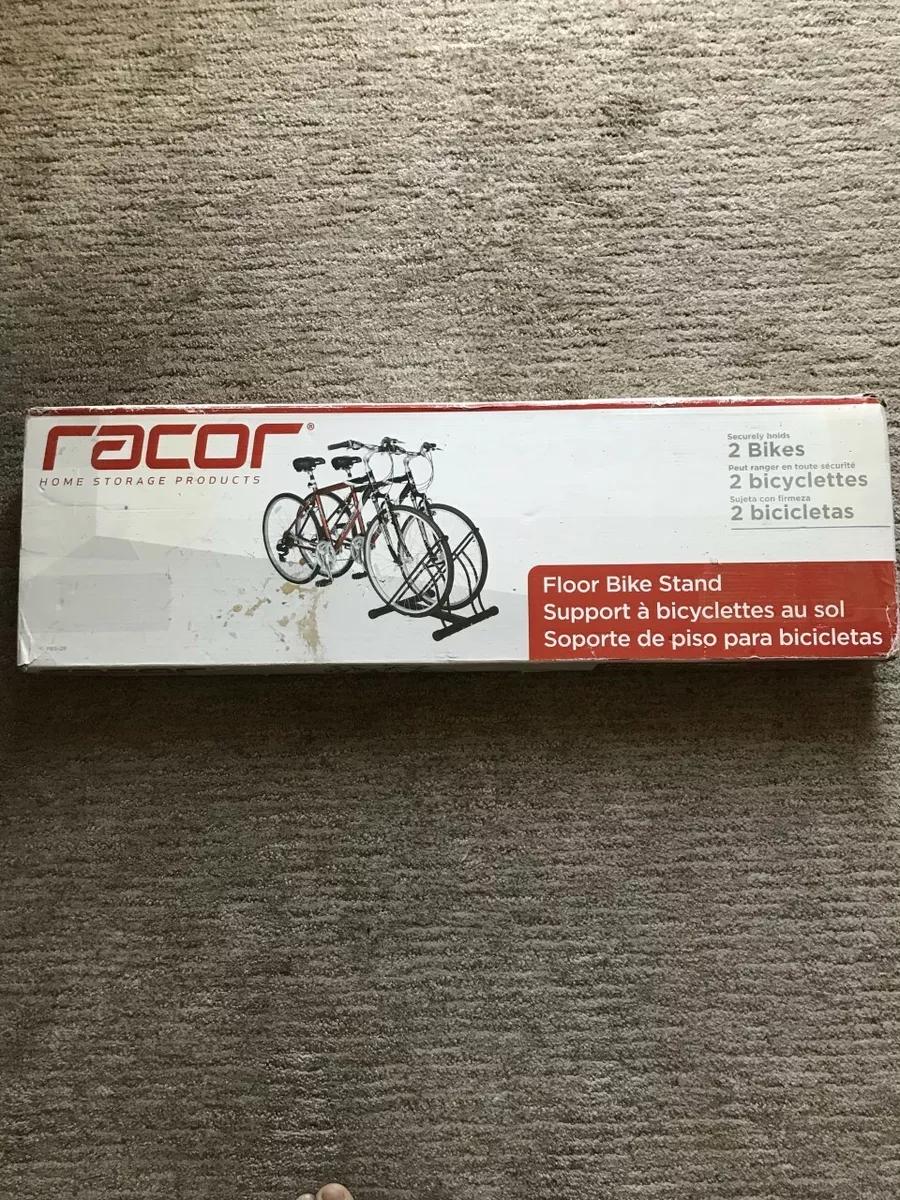 racor®
HOME STORAGE PRODUCTS
Securely holds
2 Bikes
Peut ranger en toute sécurité
2 bicyclettes
Sujeta con firmeza
2 bicicletas
Floor Bike Stand
Support à bicyclettes au sol
Soporte de piso para bicicletas